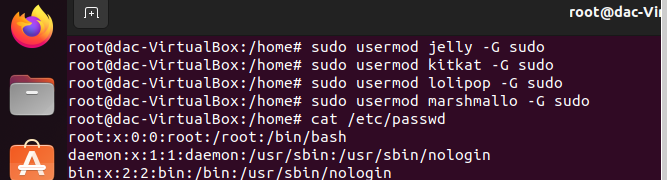 root@dac-Vir
root@dac-VirtualBox:/home# sudo usermod jelly -G sudo
root@dac-VirtualBox:/home# sudo usermod kitkat -G sudo
root@dac-VirtualBox:/home# sudo usermod lolipop -G sudo
root@dac-VirtualBox:/home# sudo usermod marshmallo -G sudo
root@dac-VirtualBox:/home# cat /etc/passwd
root:x:0:0:root:/root:/bin/bash
daemon:x:1:1:daemon:/usr/sbin:/usr/sbin/nologin
bin:x:2:2:bin:/bin:/usr/sbin/nologin